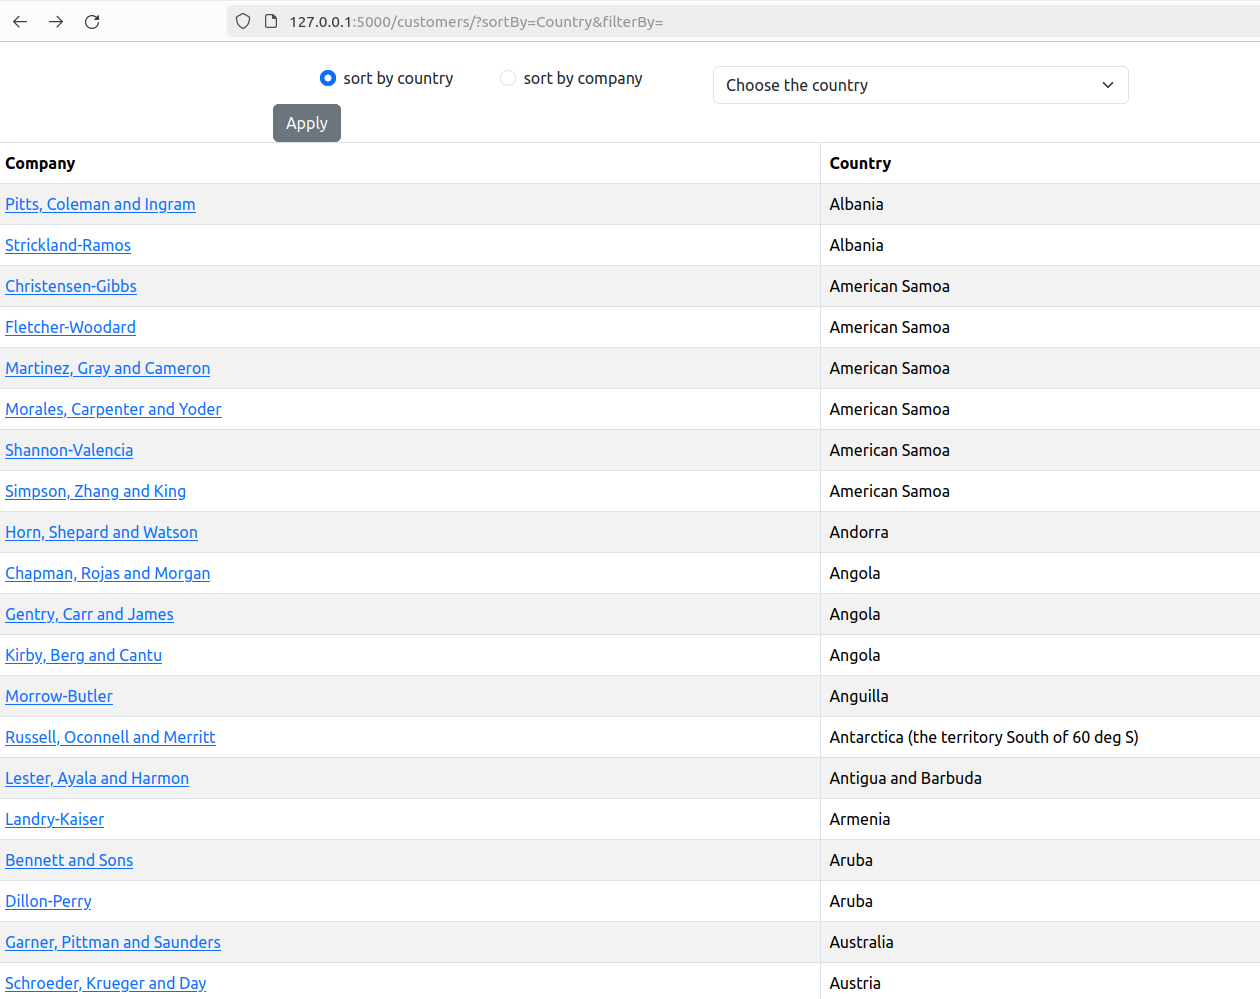 127.0.0.1:5000/customers/?sortBy=Country&filterBy=
sort by country sort by company Choose the country
Apply
Company Country
Pitts, Coleman and Ingram Albania
Strickland-Ramos Albania
Christensen-Gibbs American Samoa
Fletcher-Woodard American Samoa
Martinez, Gray and Cameron American Samoa
Morales, Carpenter and Yoder American Samoa
Shannon-Valencia American Samoa
Simpson, Zhang and King American Samoa
Horn, Shepard and Watson Andorra
Chapman, Rojas and Morgan Angola
Gentry, Carr and James Angola
Kirby, Berg and Cantu Angola
Morrow-Butler Anguilla
Russell, Oconnell and Merritt Antarctica (the territory South of 60 deg S)
Lester, Ayala and Harmon Antigua and Barbuda
Landry-Kaiser Armenia
Bennett and Sons Aruba
Dillon-Perry Aruba
Garner, Pittman and Saunders Australia
Schroeder, Krueger and Day Austria